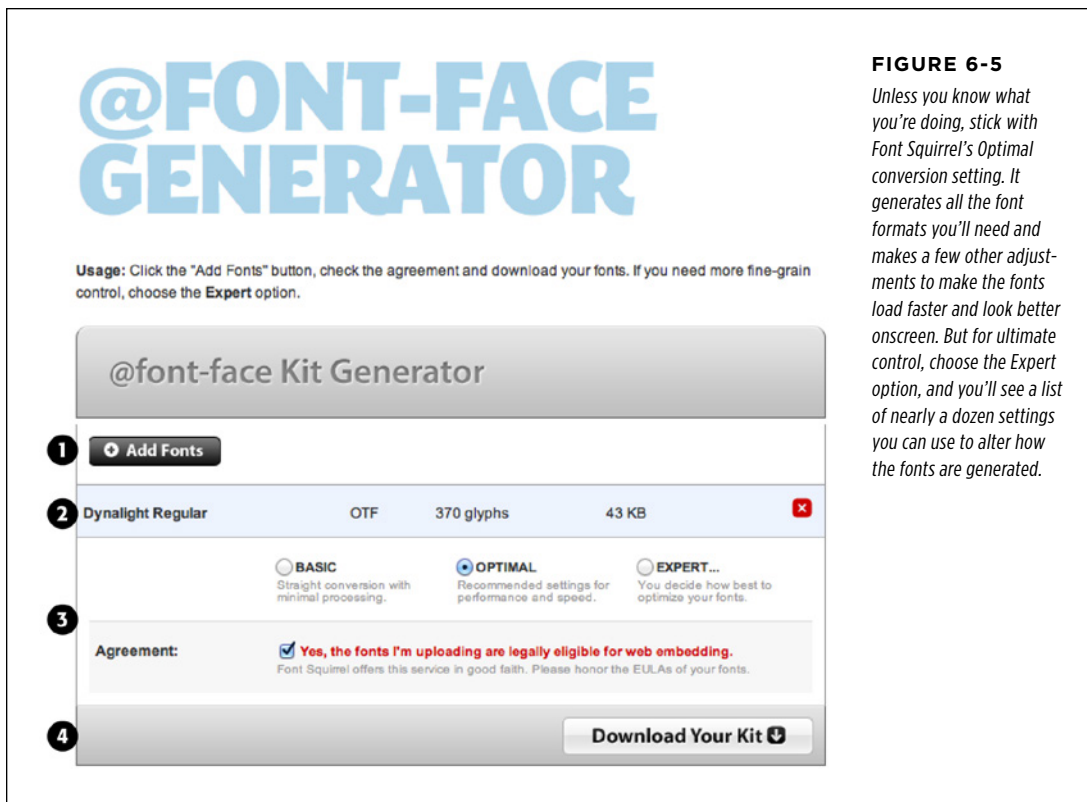 @FONT-FACE
GENERATOR
Usage: Click the "Add Fonts" button, check the agreement and download your fonts. If you need more fine-grain
control, choose the Expert option.
@font-face Kit Generator
1 Add Fonts
2 Dynalight Regular OTF 370 glyphs 43 KB
BASIC
Straight conversion with
minimal processing.
OPTIMAL
Recommended settings for
performance and speed.
EXPERT...
You decide how best to
optimize your fonts.
3
Agreement: Yes, the fonts I'm uploading are legally eligible for web embedding.
Font Squirrel offers this service in good faith. Please honor the EULAs of your fonts.
4 Download Your Kit
FIGURE 6-5
Unless you know what
you're doing, stick with
Font Squirrel's Optimal
conversion setting. It
generates all the font
formats you'll need and
makes a few other adjust-
ments to make the fonts
load faster and look better
onscreen. But for ultimate
control, choose the Expert
option, and you'll see a list
of nearly a dozen settings
you can use to alter how
the fonts are generated.